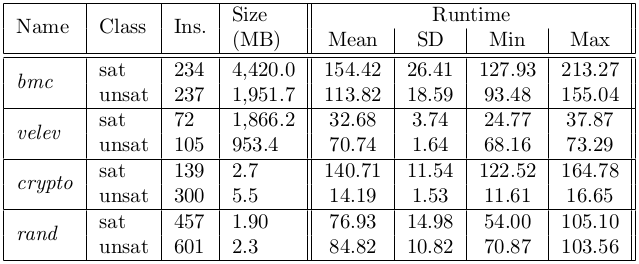 Name Class Ins. Size (MB) Runtime
Mean SD Min Max
bmc sat 234 4,420.0 154.42 26.41 127.93 213.27
unsat 237 1,951.7 113.82 18.59 93.48 155.04
velev sat 72 1,866.2 32.68 3.74 24.77 37.87
unsat 105 953.4 70.74 1.64 68.16 73.29
crypto sat 139 2.7 140.71 11.54 122.52 164.78
unsat 300 5.5 14.19 1.53 11.61 16.65
rand sat 457 1.90 76.93 14.98 54.00 105.10
unsat 601 2.3 84.82 10.82 70.87 103.56